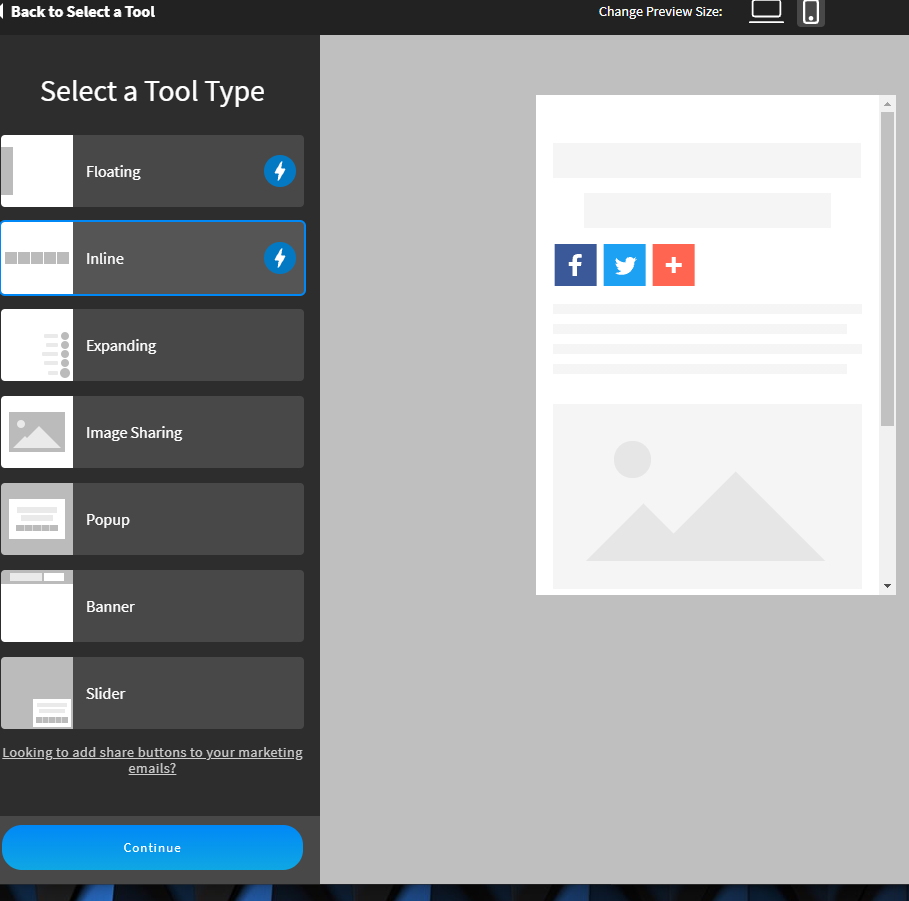 Back to Select a Tool
Change Preview Size:
Select a Tool Type
Floating
Inline
Expanding
Image Sharing
Popup
Banner
Slider
Looking to add share buttons to your marketing
emails?
Continue